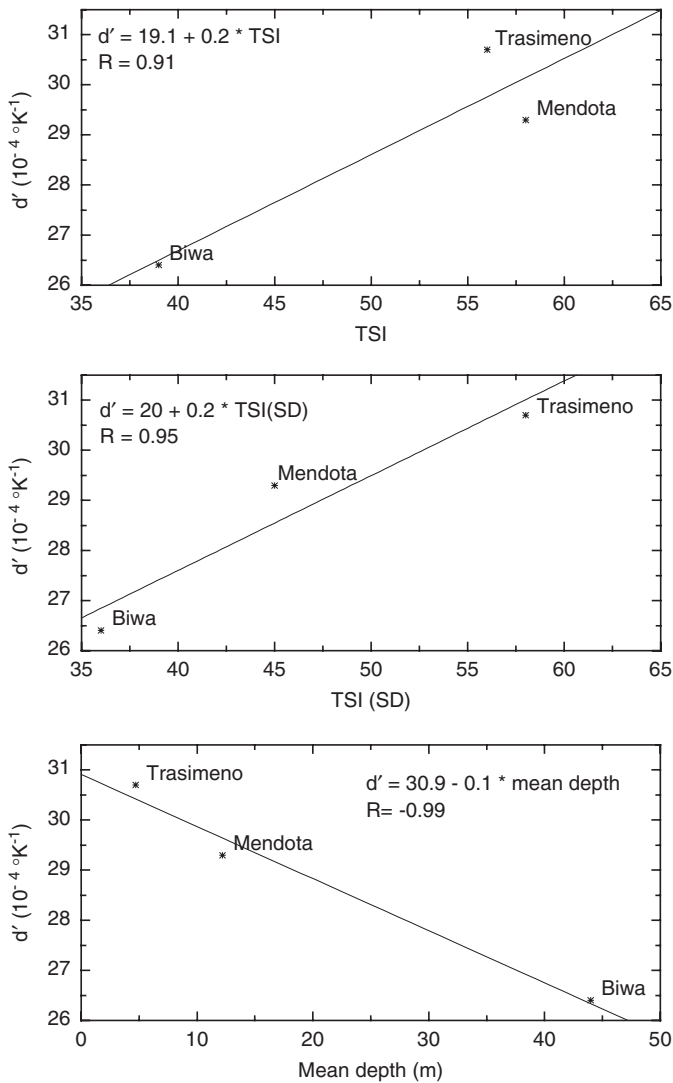 d′ = 19.1 + 0.2 * TSI
R = 0.91
Trasimeno
Mendota
Biwa
31
30
29
28
27
26
d′ (10⁻⁴ °K⁻¹)
35 40 45 50 55 60 65
TSI
d′ = 20 + 0.2 * TSI(SD)
R = 0.95
Trasimeno
Mendota
Biwa
31
30
29
28
27
26
d′ (10⁻⁴ °K⁻¹)
35 40 45 50 55 60 65
TSI (SD)
Trasimeno
d′ = 30.9 - 0.1 * mean depth
R= -0.99
Mendota
Biwa
31
30
29
28
27
26
d′ (10⁻⁴ °K⁻¹)
0 10 20 30 40 50
Mean depth (m)